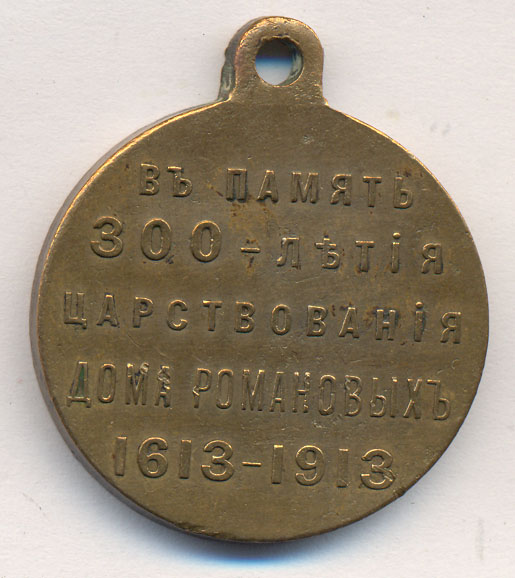 ВЪ ПАМЯТЬ
300-ЛѢТІЯ
ЦАРСТВОВАНІЯ
ДОМА РОМАНОВЫХЪ
1613-1913